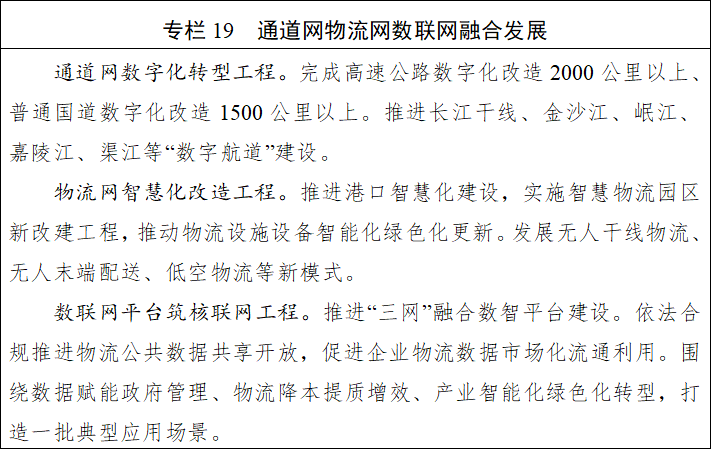 专栏 19　通道网物流网数联网融合发展
通道网数字化转型工程。完成高速公路数字化改造 2000 公里以上、
普通国道数字化改造 1500 公里以上。推进长江干线、金沙江、岷江、
嘉陵江、渠江等“数字航道”建设。
物流网智慧化改造工程。推进港口智慧化建设，实施智慧物流园区
新改建工程，推动物流设施设备智能化绿色化更新。发展无人干线物流、
无人末端配送、低空物流等新模式。
数联网平台筑核联网工程。推进“三网”融合数智平台建设。依法合
规推进物流公共数据共享开放，促进企业物流数据市场化流通利用。围
绕数据赋能政府管理、物流降本提质增效、产业智能化绿色化转型，打
造一批典型应用场景。